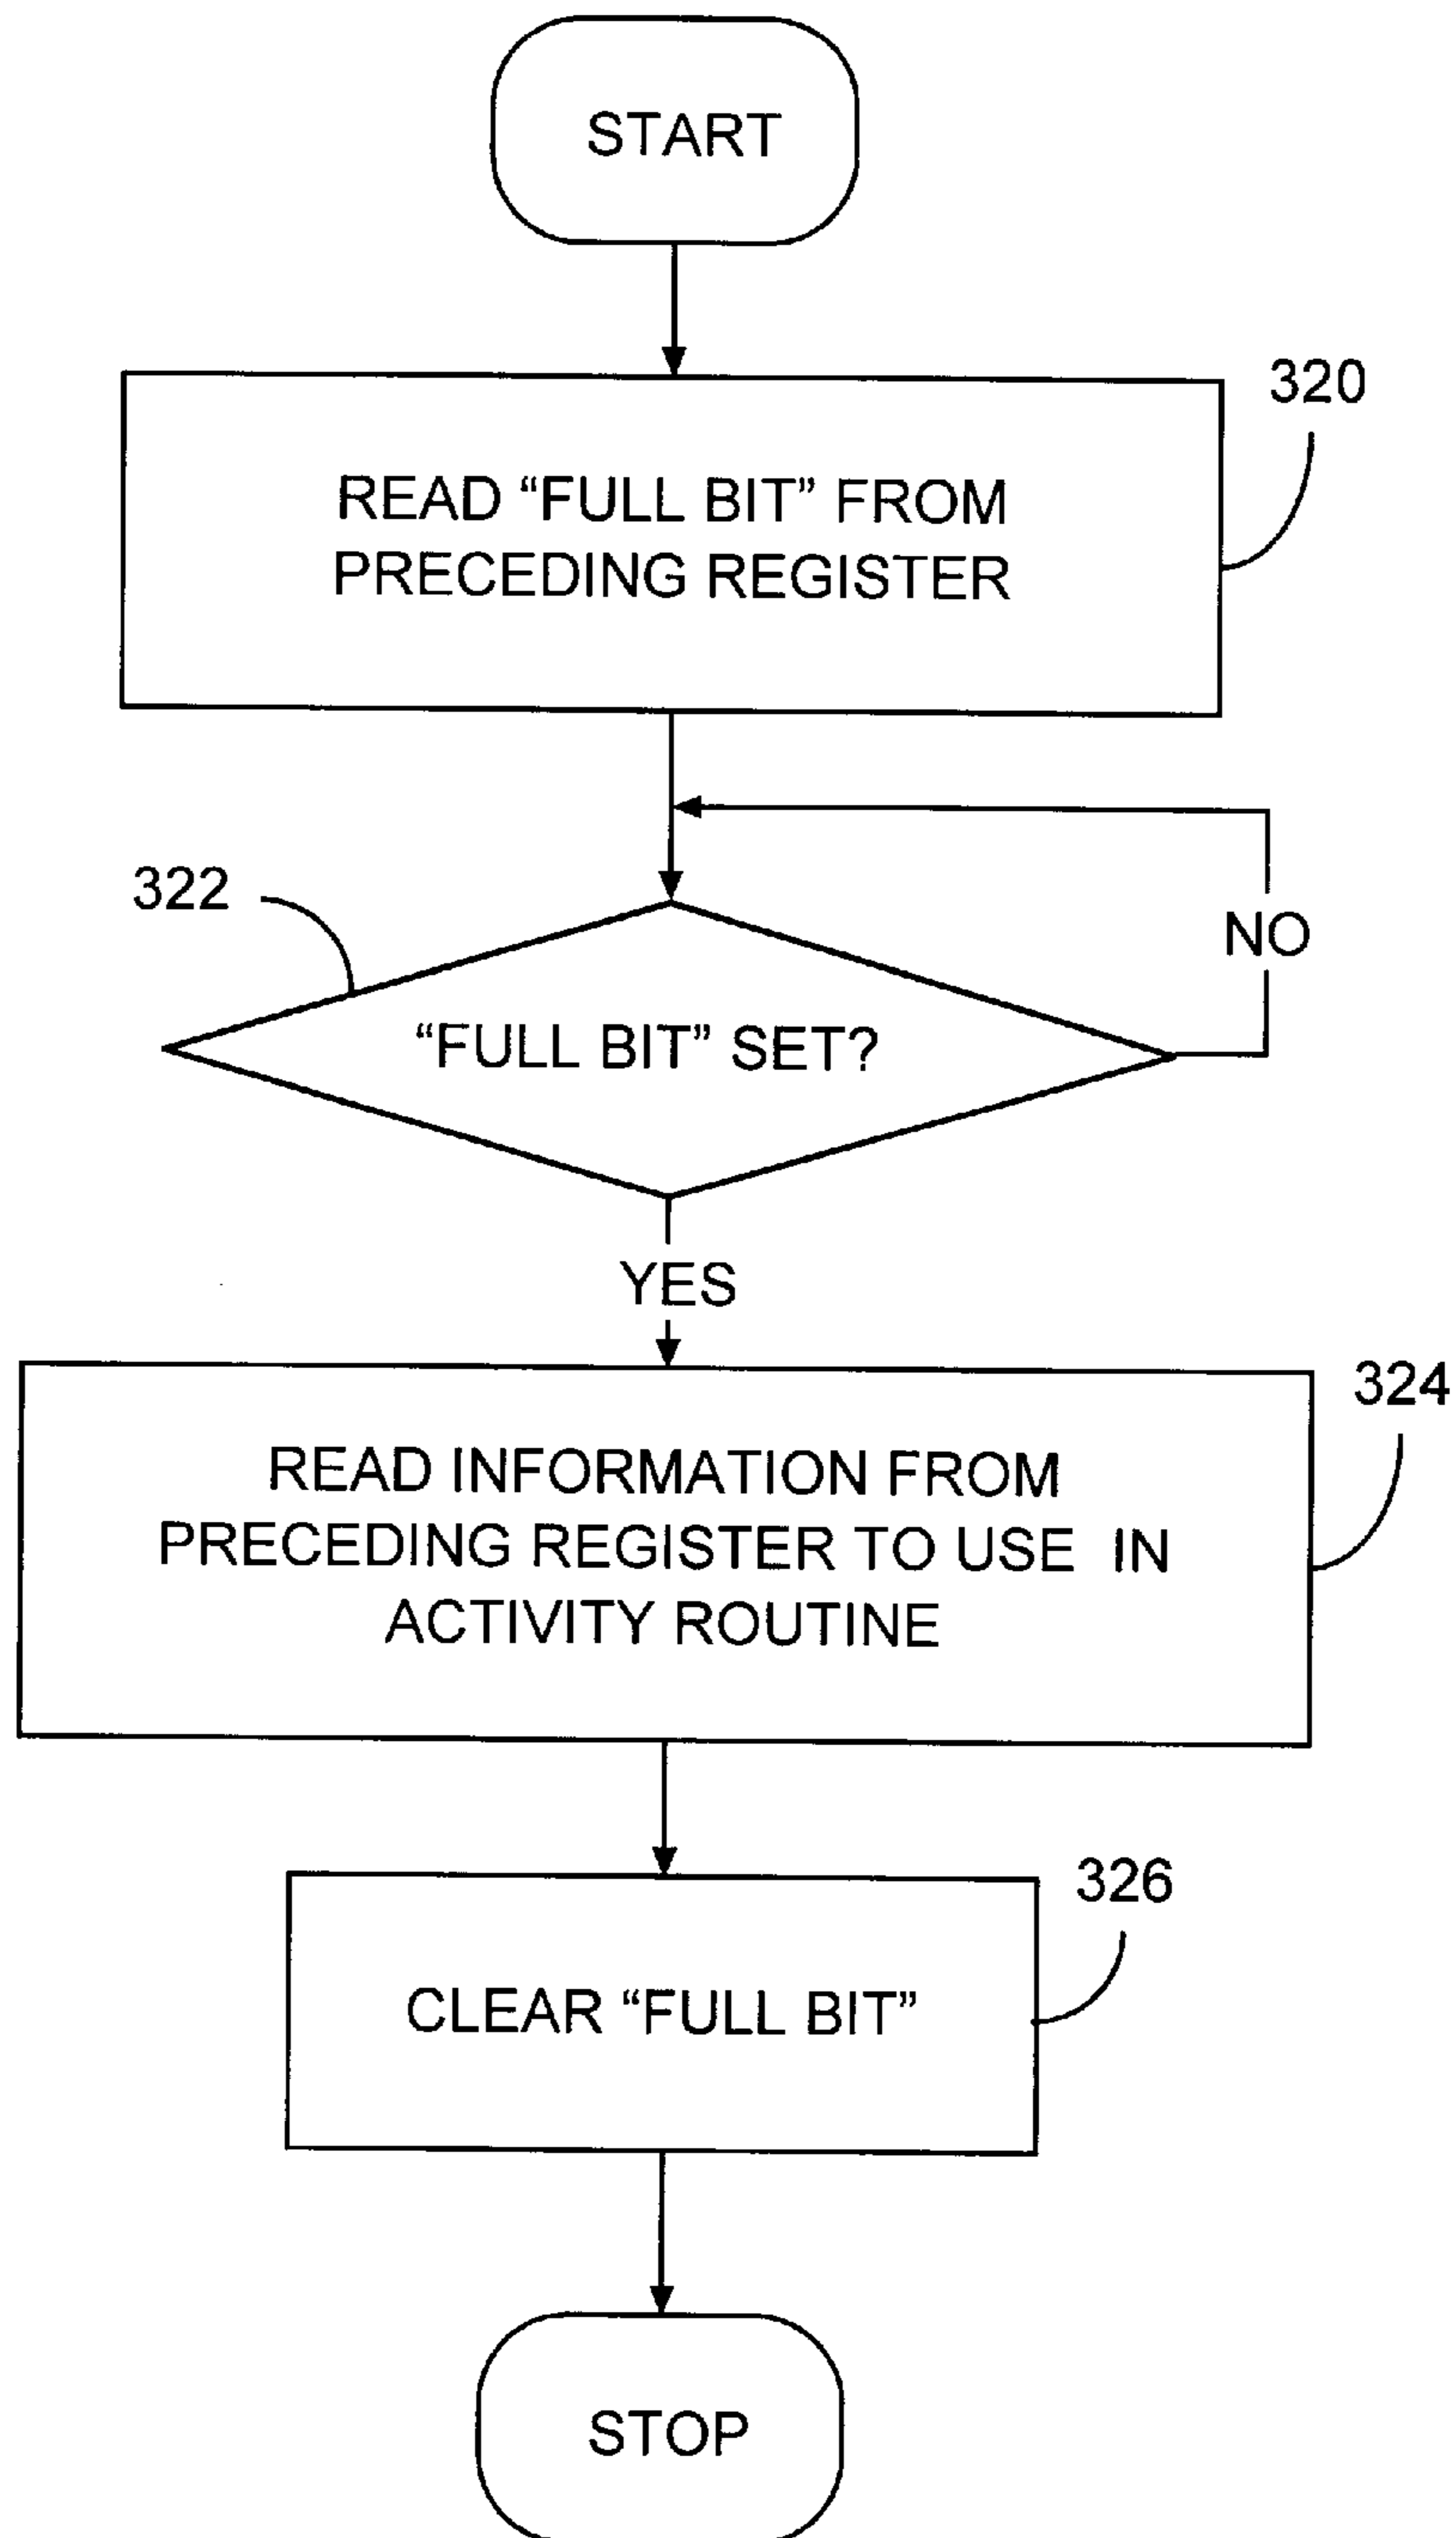 START
320
READ “FULL BIT” FROM
PRECEDING REGISTER
322
NO
“FULL BIT” SET?
YES
324
READ INFORMATION FROM
PRECEDING REGISTER TO USE IN
ACTIVITY ROUTINE
326
CLEAR “FULL BIT”
STOP